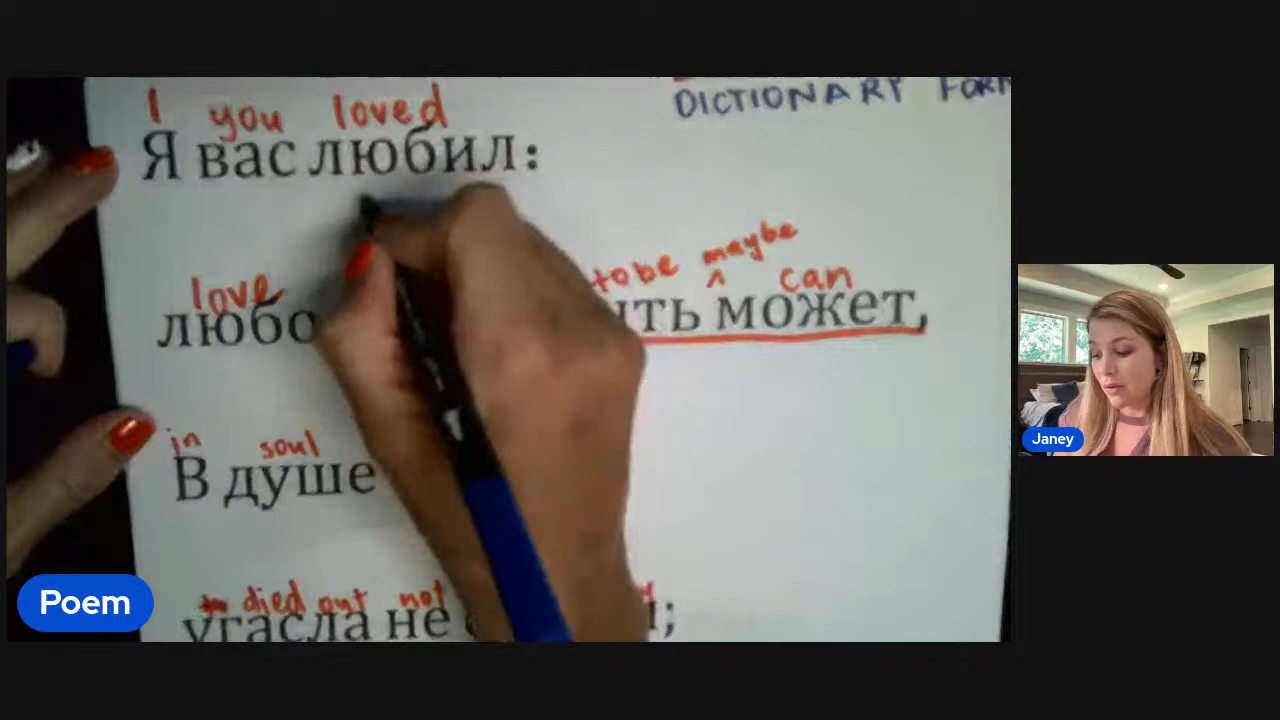 I you loved
DICTIONARY FORM
Я вас любил:
love to be ^ maybe can
любо ить может,
in soul
В душе
died out not
угасла не
Poem
Janey